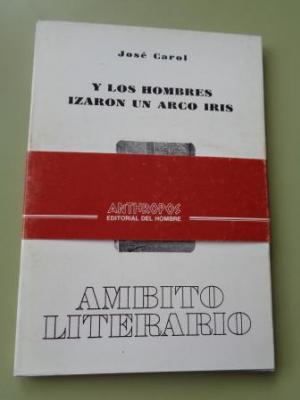 José Carol
Y LOS HOMBRES
IZARON UN ARCO IRIS
ANTHROPOS
EDITORIAL DEL HOMBRE
AMBITO
LITERARIO